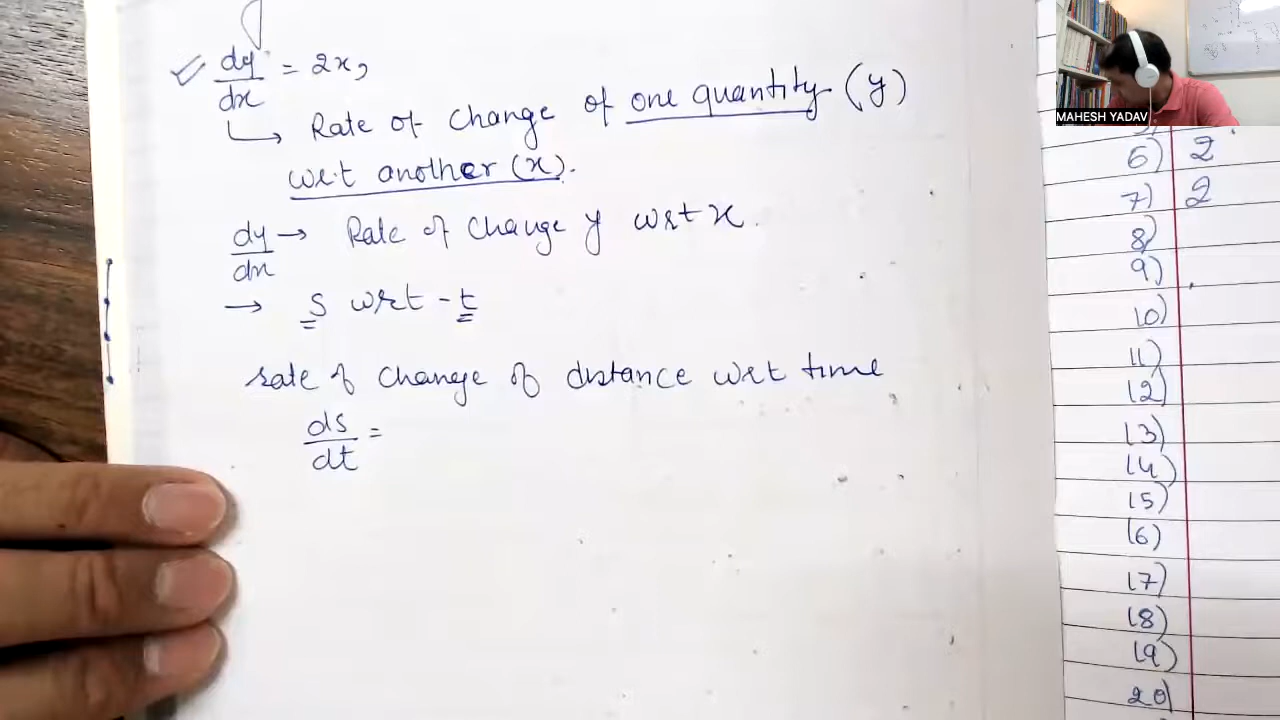 dy/dx = 2x,
↳ Rate of change of one quantity (y)
w.r.t another (x).
dy/dx → Rate of change y wrt x.
→ s wrt - t
rate of change of distance wrt time
ds/dt =
MAHESH YADAV
6) 2
7) 2
8)
9)
10)
11)
12)
13)
14)
15)
16)
17)
18)
19)
20)